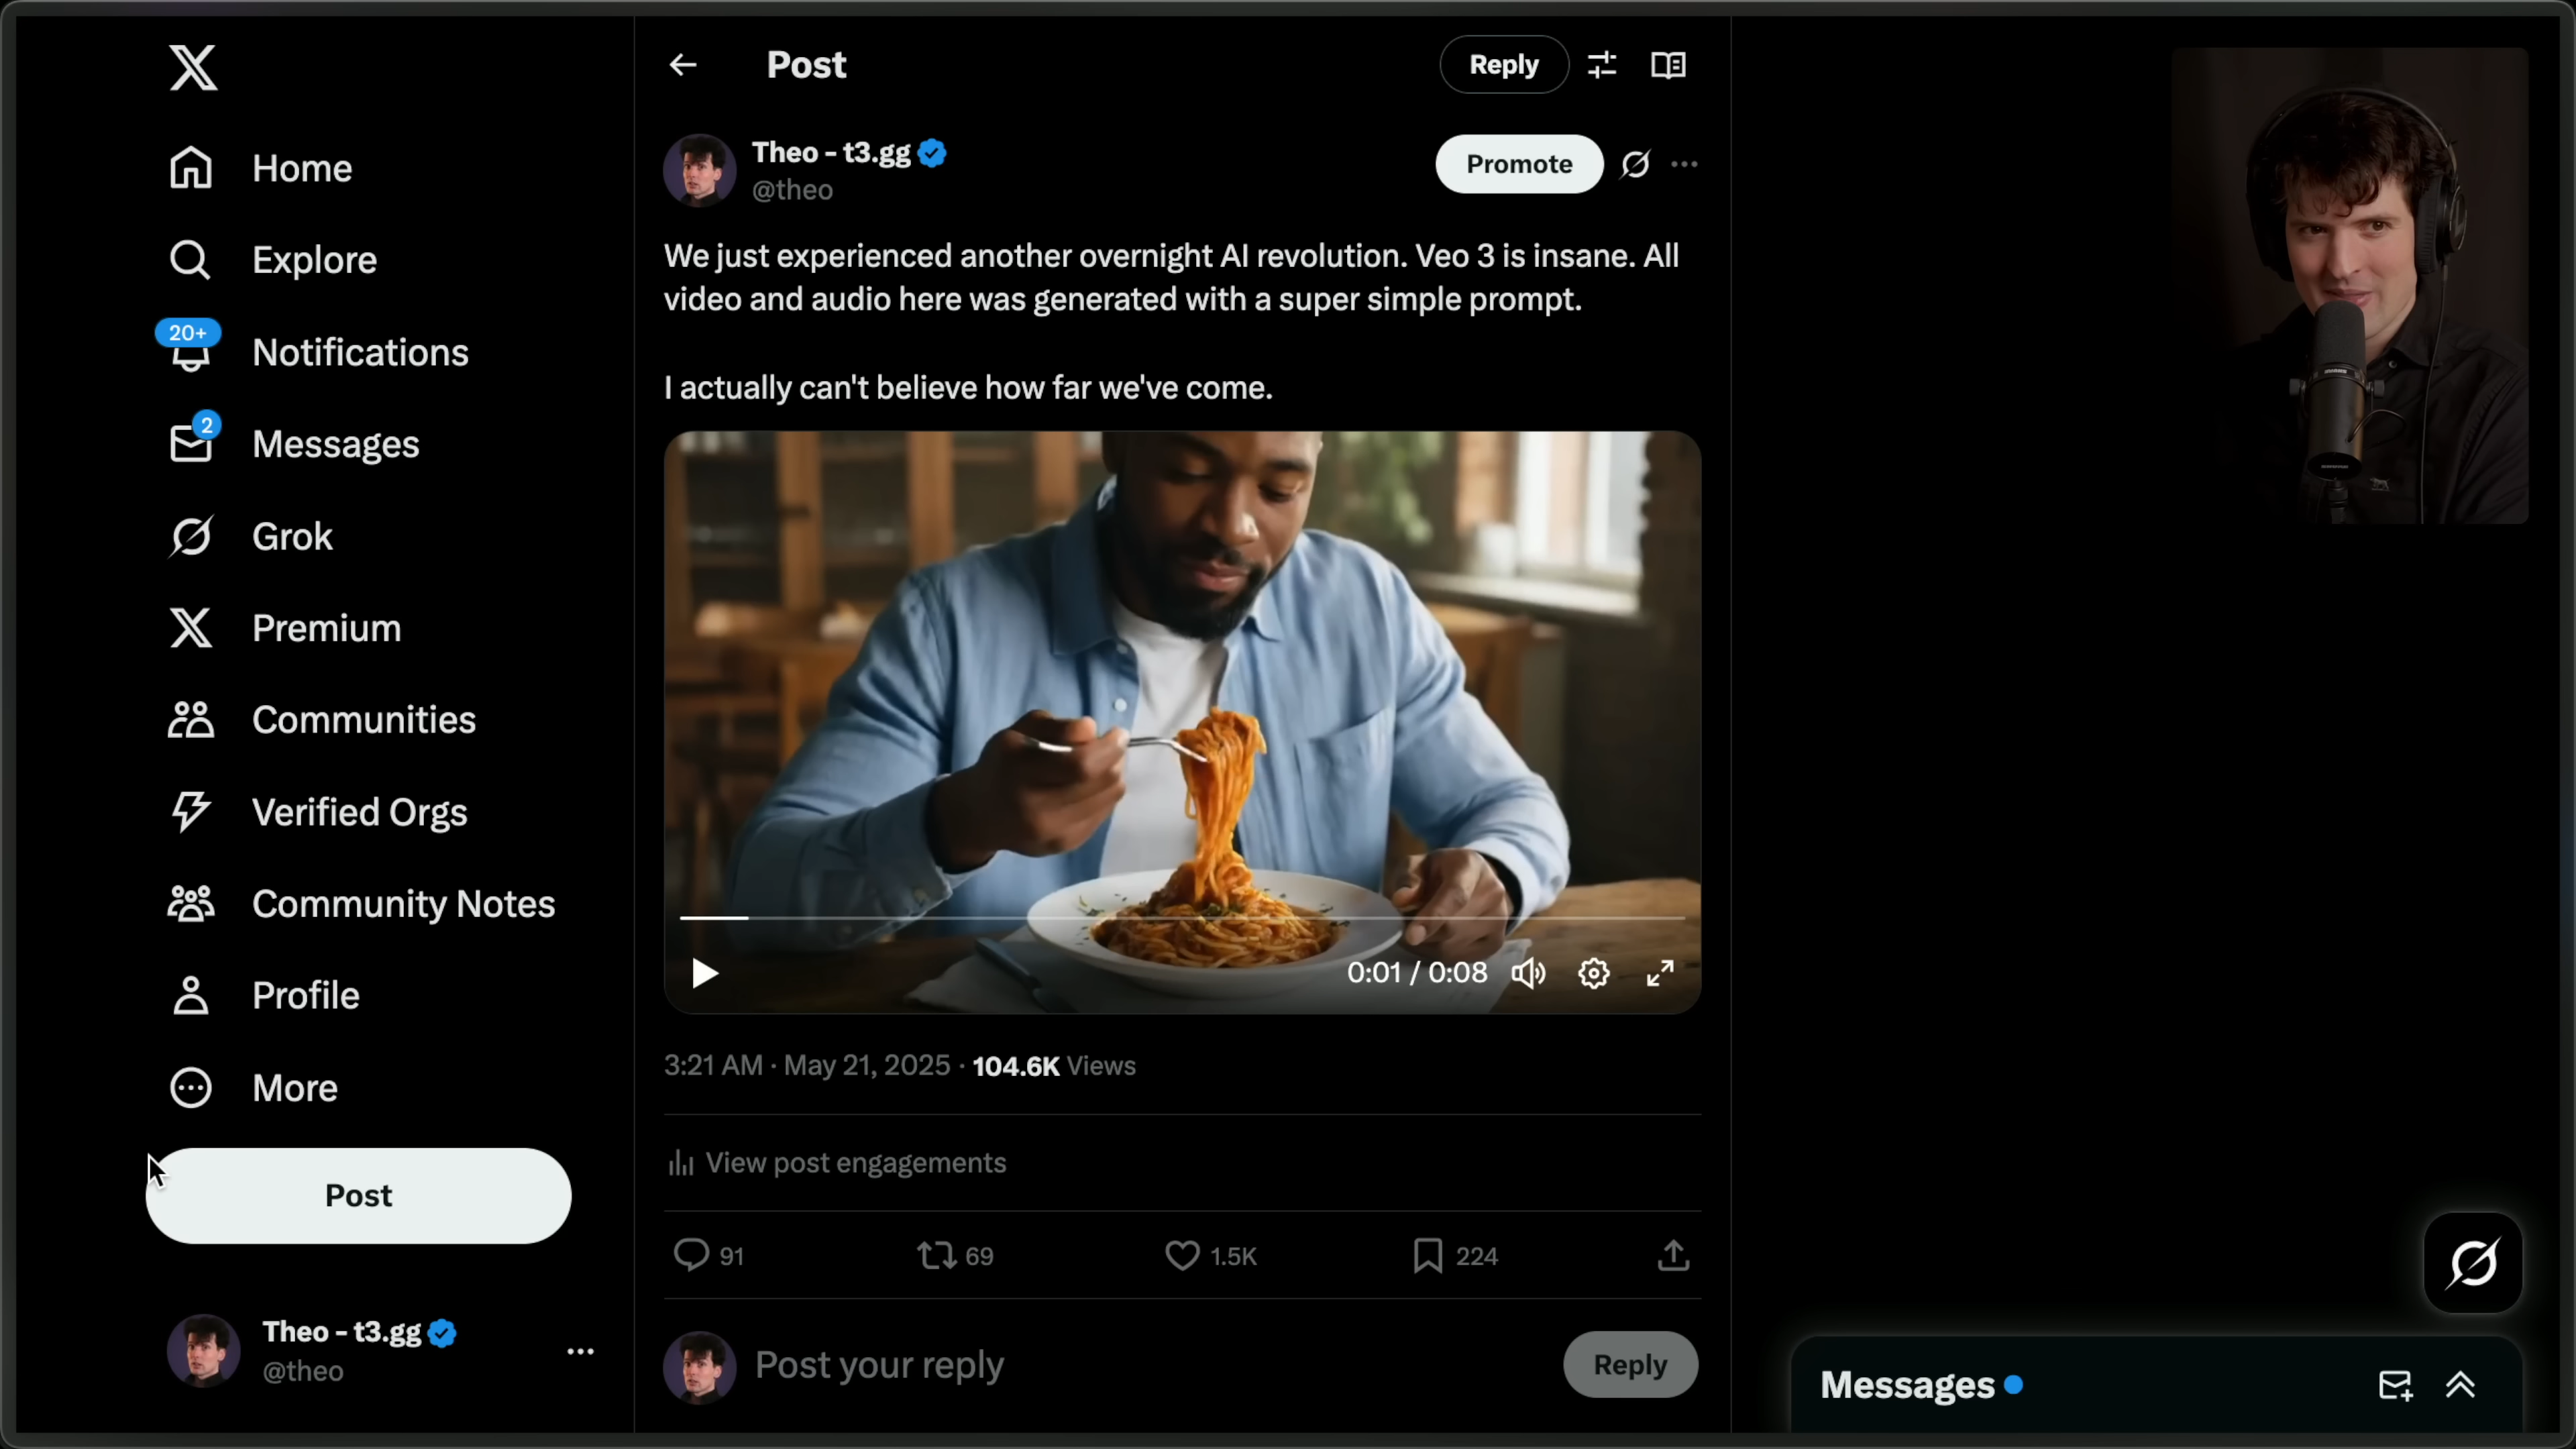 Home
Explore
20+
Notifications
2
Messages
Grok
Premium
Communities
Verified Orgs
Community Notes
Profile
More
Post
Theo - t3.gg
@theo
Post
Reply
Theo - t3.gg
@theo
Promote
We just experienced another overnight AI revolution. Veo 3 is insane. All
video and audio here was generated with a super simple prompt.
I actually can't believe how far we've come.
0:01 / 0:08
3:21 AM · May 21, 2025 · 104.6K Views
View post engagements
91
69
1.5K
224
Post your reply
Reply
Messages